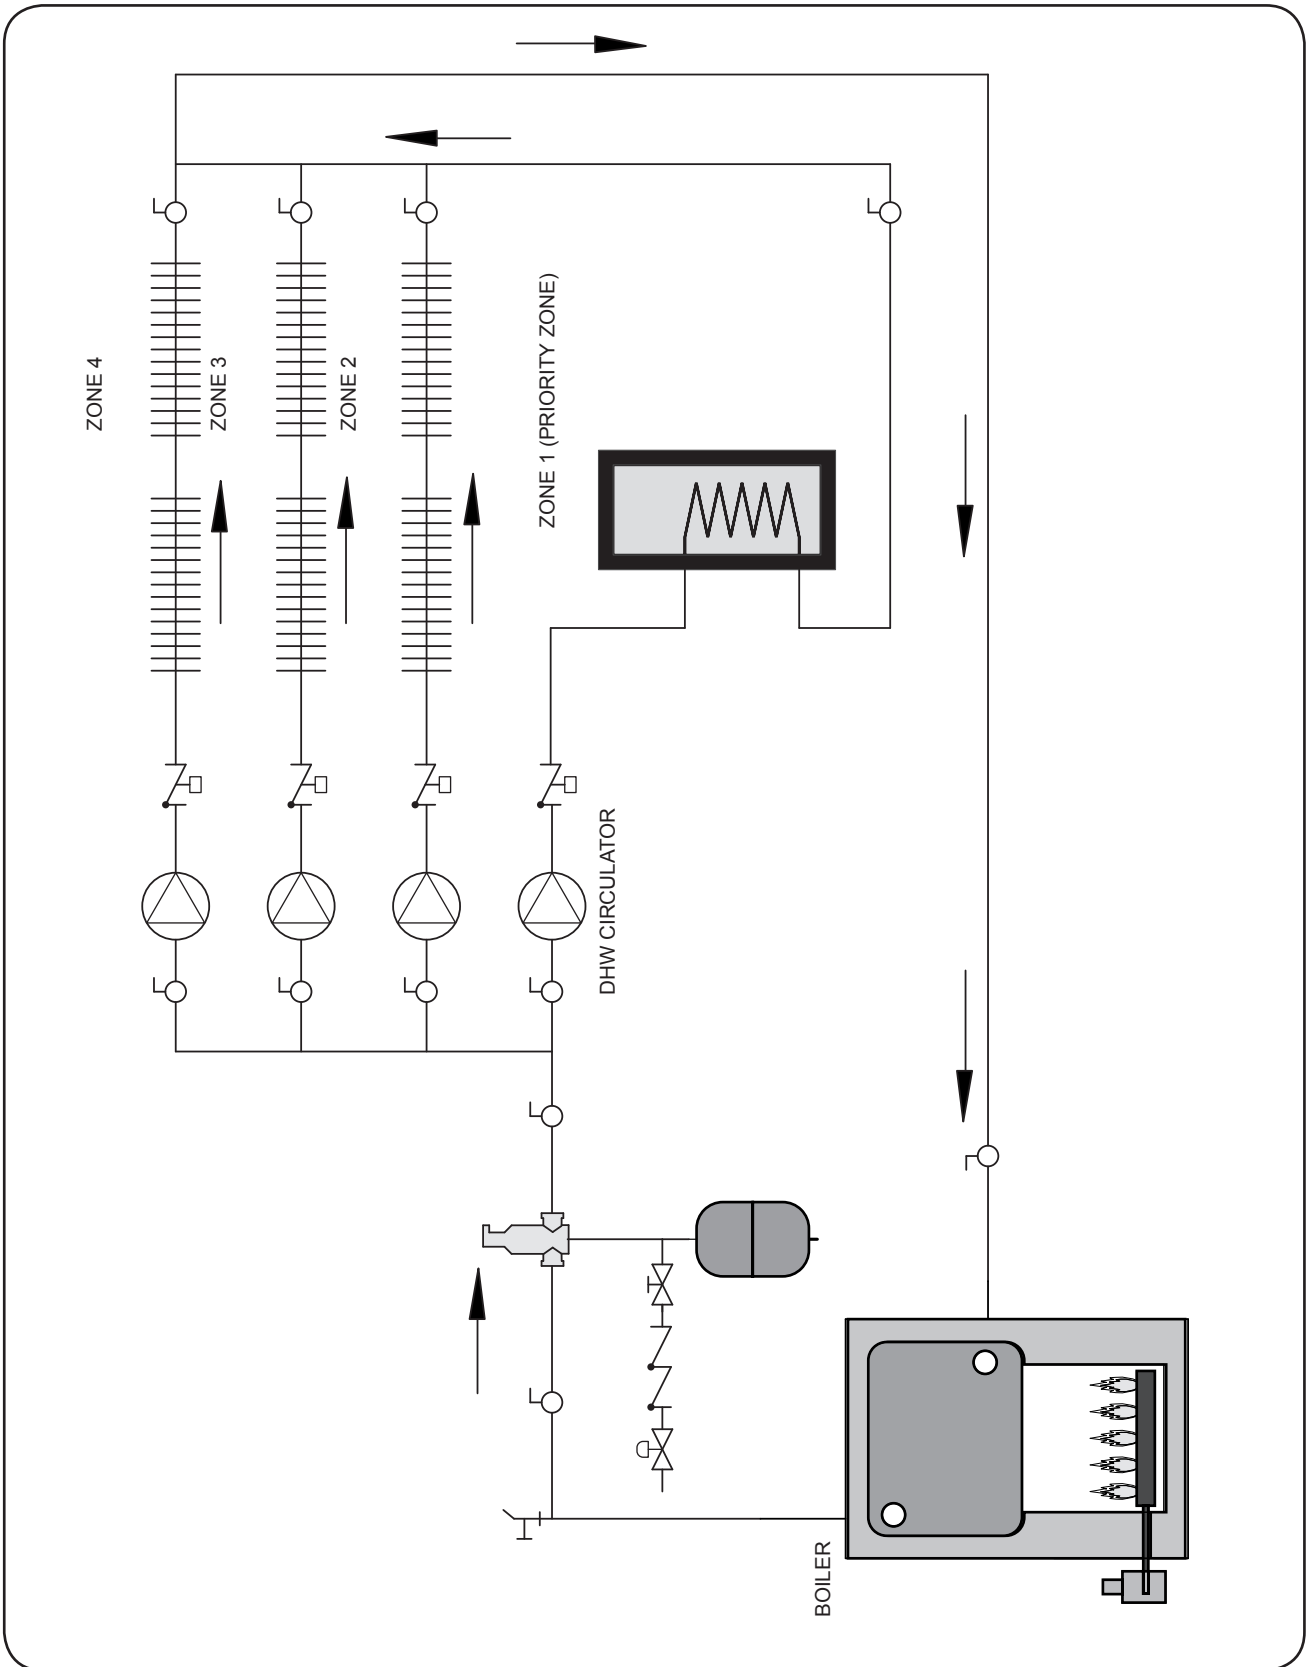 ZONE 4
ZONE 3
ZONE 2
ZONE 1 (PRIORITY ZONE)
DHW CIRCULATOR
BOILER